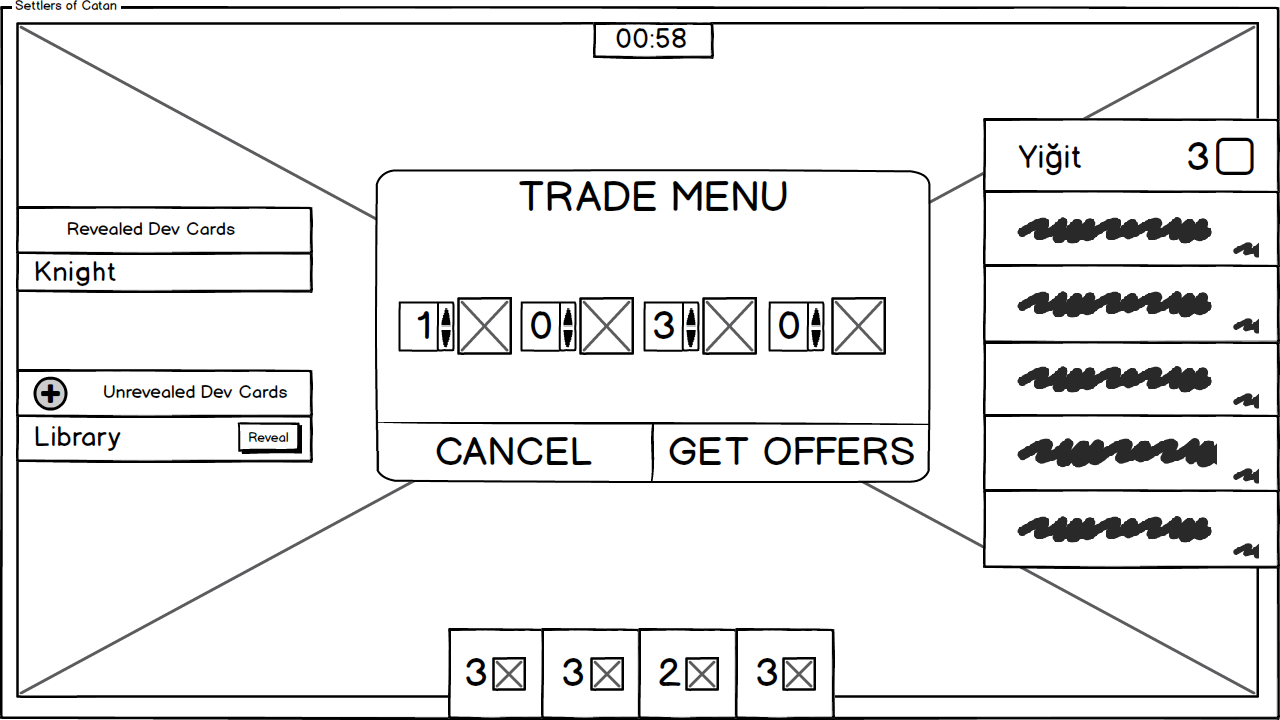 Settlers of Catan
00:58
Yiğit 3
TRADE MENU
Revealed Dev Cards
Knight
1 0 3 0
Unrevealed Dev Cards
Library Reveal
CANCEL GET OFFERS
3 3 2 3